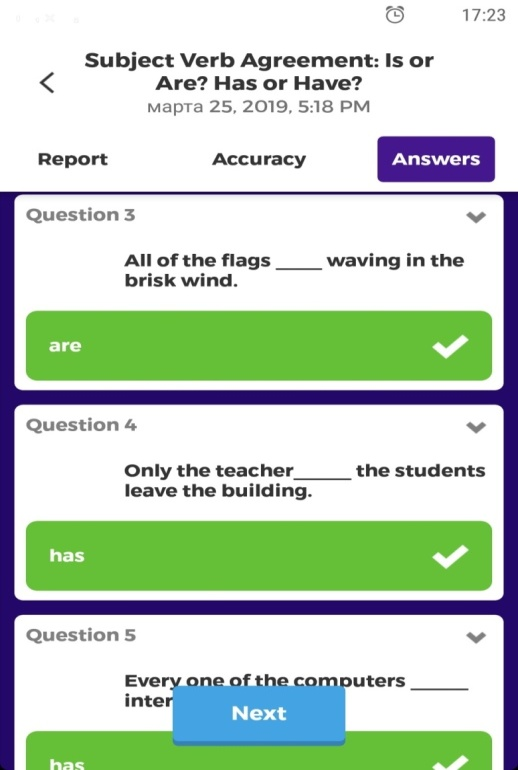 17:23
Subject Verb Agreement: Is or
Are? Has or Have?
марта 25, 2019, 5:18 PM
Report Accuracy Answers
Question 3
All of the flags _____ waving in the
brisk wind.
are
Question 4
Only the teacher______ the students
leave the building.
has
Question 5
Every one of the computers ______
inter
Next
has